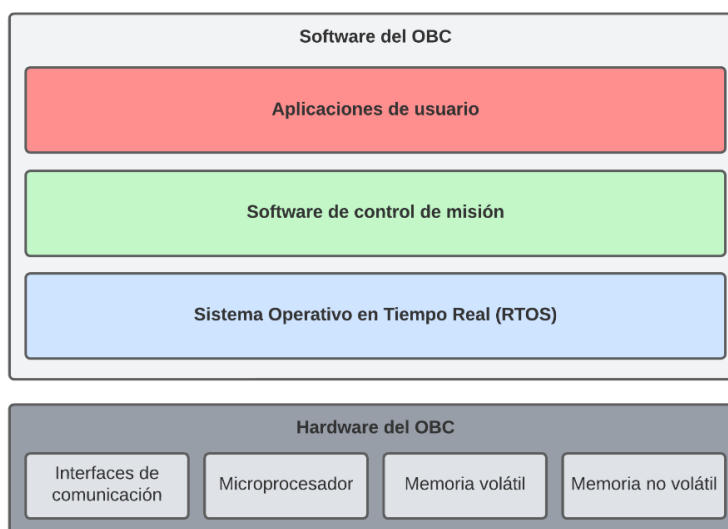 Software del OBC
Aplicaciones de usuario
Software de control de misión
Sistema Operativo en Tiempo Real (RTOS)
Hardware del OBC
Interfaces de
comunicación
Microprocesador
Memoria volátil
Memoria no volátil